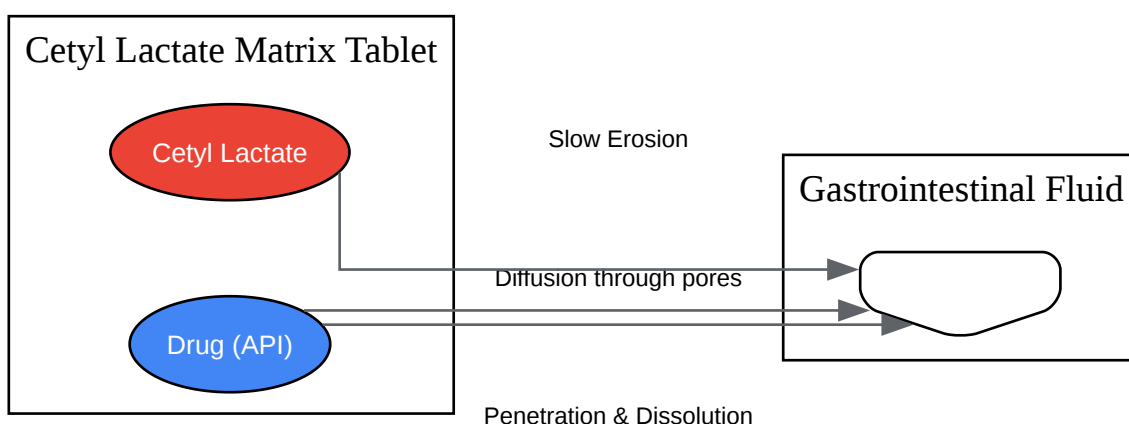 Cetyl Lactate Matrix Tablet
Cetyl Lactate
Slow Erosion
Gastrointestinal Fluid
Diffusion through pores
Drug (API)
Penetration & Dissolution